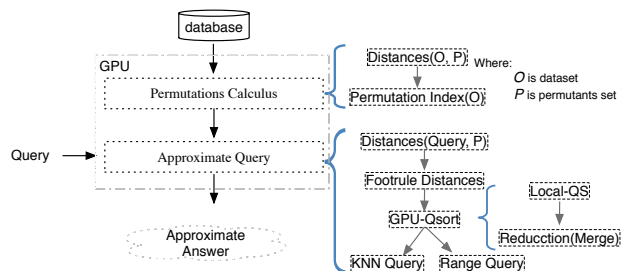 database
GPU
Permutations Calculus
Distances(O, P)
Where:
O is dataset
P is permutants set
Permutation Index(O)
Query
Approximate Query
Distances(Query, P)
Footrule Distances
GPU-Qsort
Local-QS
Reducction(Merge)
Approximate
Answer
KNN Query
Range Query